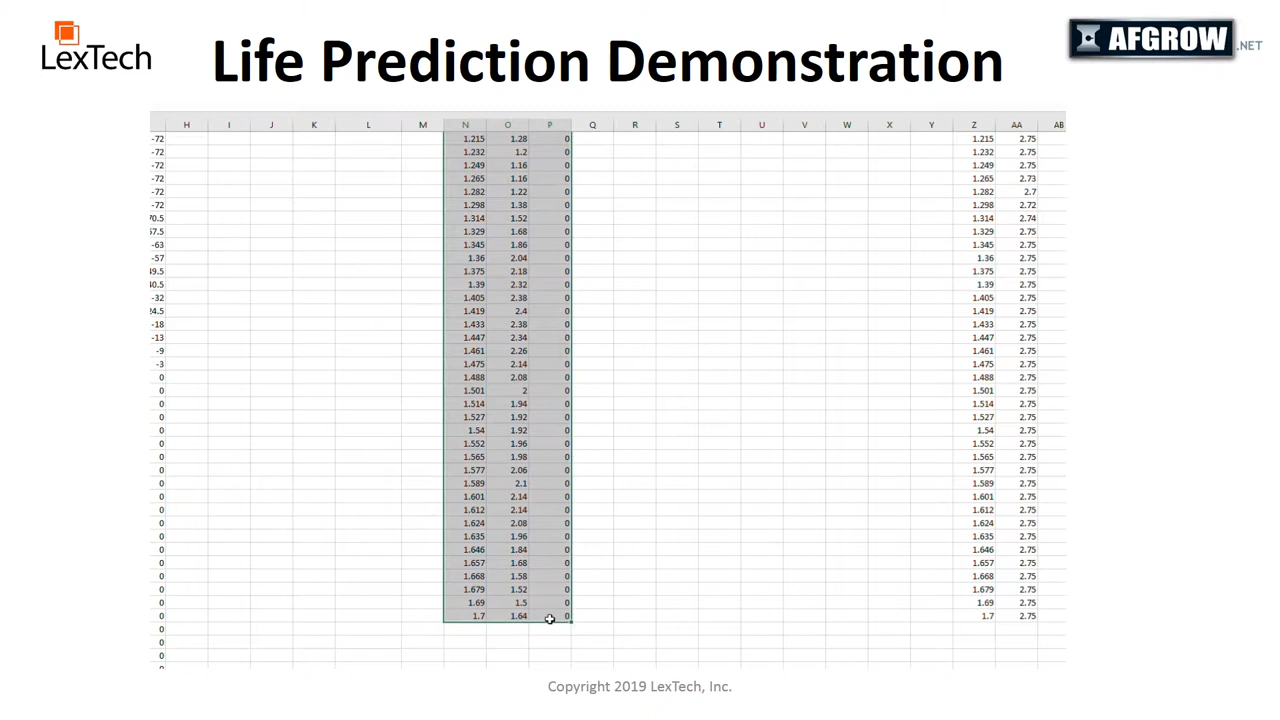 LexTech
Life Prediction Demonstration
AFGROW.NET
H I J K L M N O P Q R S T U V W X Y Z AA AB
-72 1.215 1.28 0 1.215 2.75
-72 1.232 1.2 0 1.232 2.75
-72 1.249 1.16 0 1.249 2.75
-72 1.265 1.16 0 1.265 2.73
-72 1.282 1.22 0 1.282 2.7
-72 1.298 1.38 0 1.298 2.72
70.5 1.314 1.52 0 1.314 2.74
57.5 1.329 1.68 0 1.329 2.75
-63 1.345 1.86 0 1.345 2.75
-57 1.36 2.04 0 1.36 2.75
49.5 1.375 2.18 0 1.375 2.75
40.5 1.39 2.32 0 1.39 2.75
-32 1.405 2.38 0 1.405 2.75
24.5 1.419 2.4 0 1.419 2.75
-18 1.433 2.38 0 1.433 2.75
-13 1.447 2.34 0 1.447 2.75
-9 1.461 2.26 0 1.461 2.75
-3 1.475 2.14 0 1.475 2.75
0 1.488 2.08 0 1.488 2.75
0 1.501 2 0 1.501 2.75
0 1.514 1.94 0 1.514 2.75
0 1.527 1.92 0 1.527 2.75
0 1.54 1.92 0 1.54 2.75
0 1.552 1.96 0 1.552 2.75
0 1.565 1.98 0 1.565 2.75
0 1.577 2.06 0 1.577 2.75
0 1.589 2.1 0 1.589 2.75
0 1.601 2.14 0 1.601 2.75
0 1.612 2.14 0 1.612 2.75
0 1.624 2.08 0 1.624 2.75
0 1.635 1.96 0 1.635 2.75
0 1.646 1.84 0 1.646 2.75
0 1.657 1.68 0 1.657 2.75
0 1.668 1.58 0 1.668 2.75
0 1.679 1.52 0 1.679 2.75
0 1.69 1.5 0 1.69 2.75
0 1.7 1.64 0 1.7 2.75
0
0
Copyright 2019 LexTech, Inc.